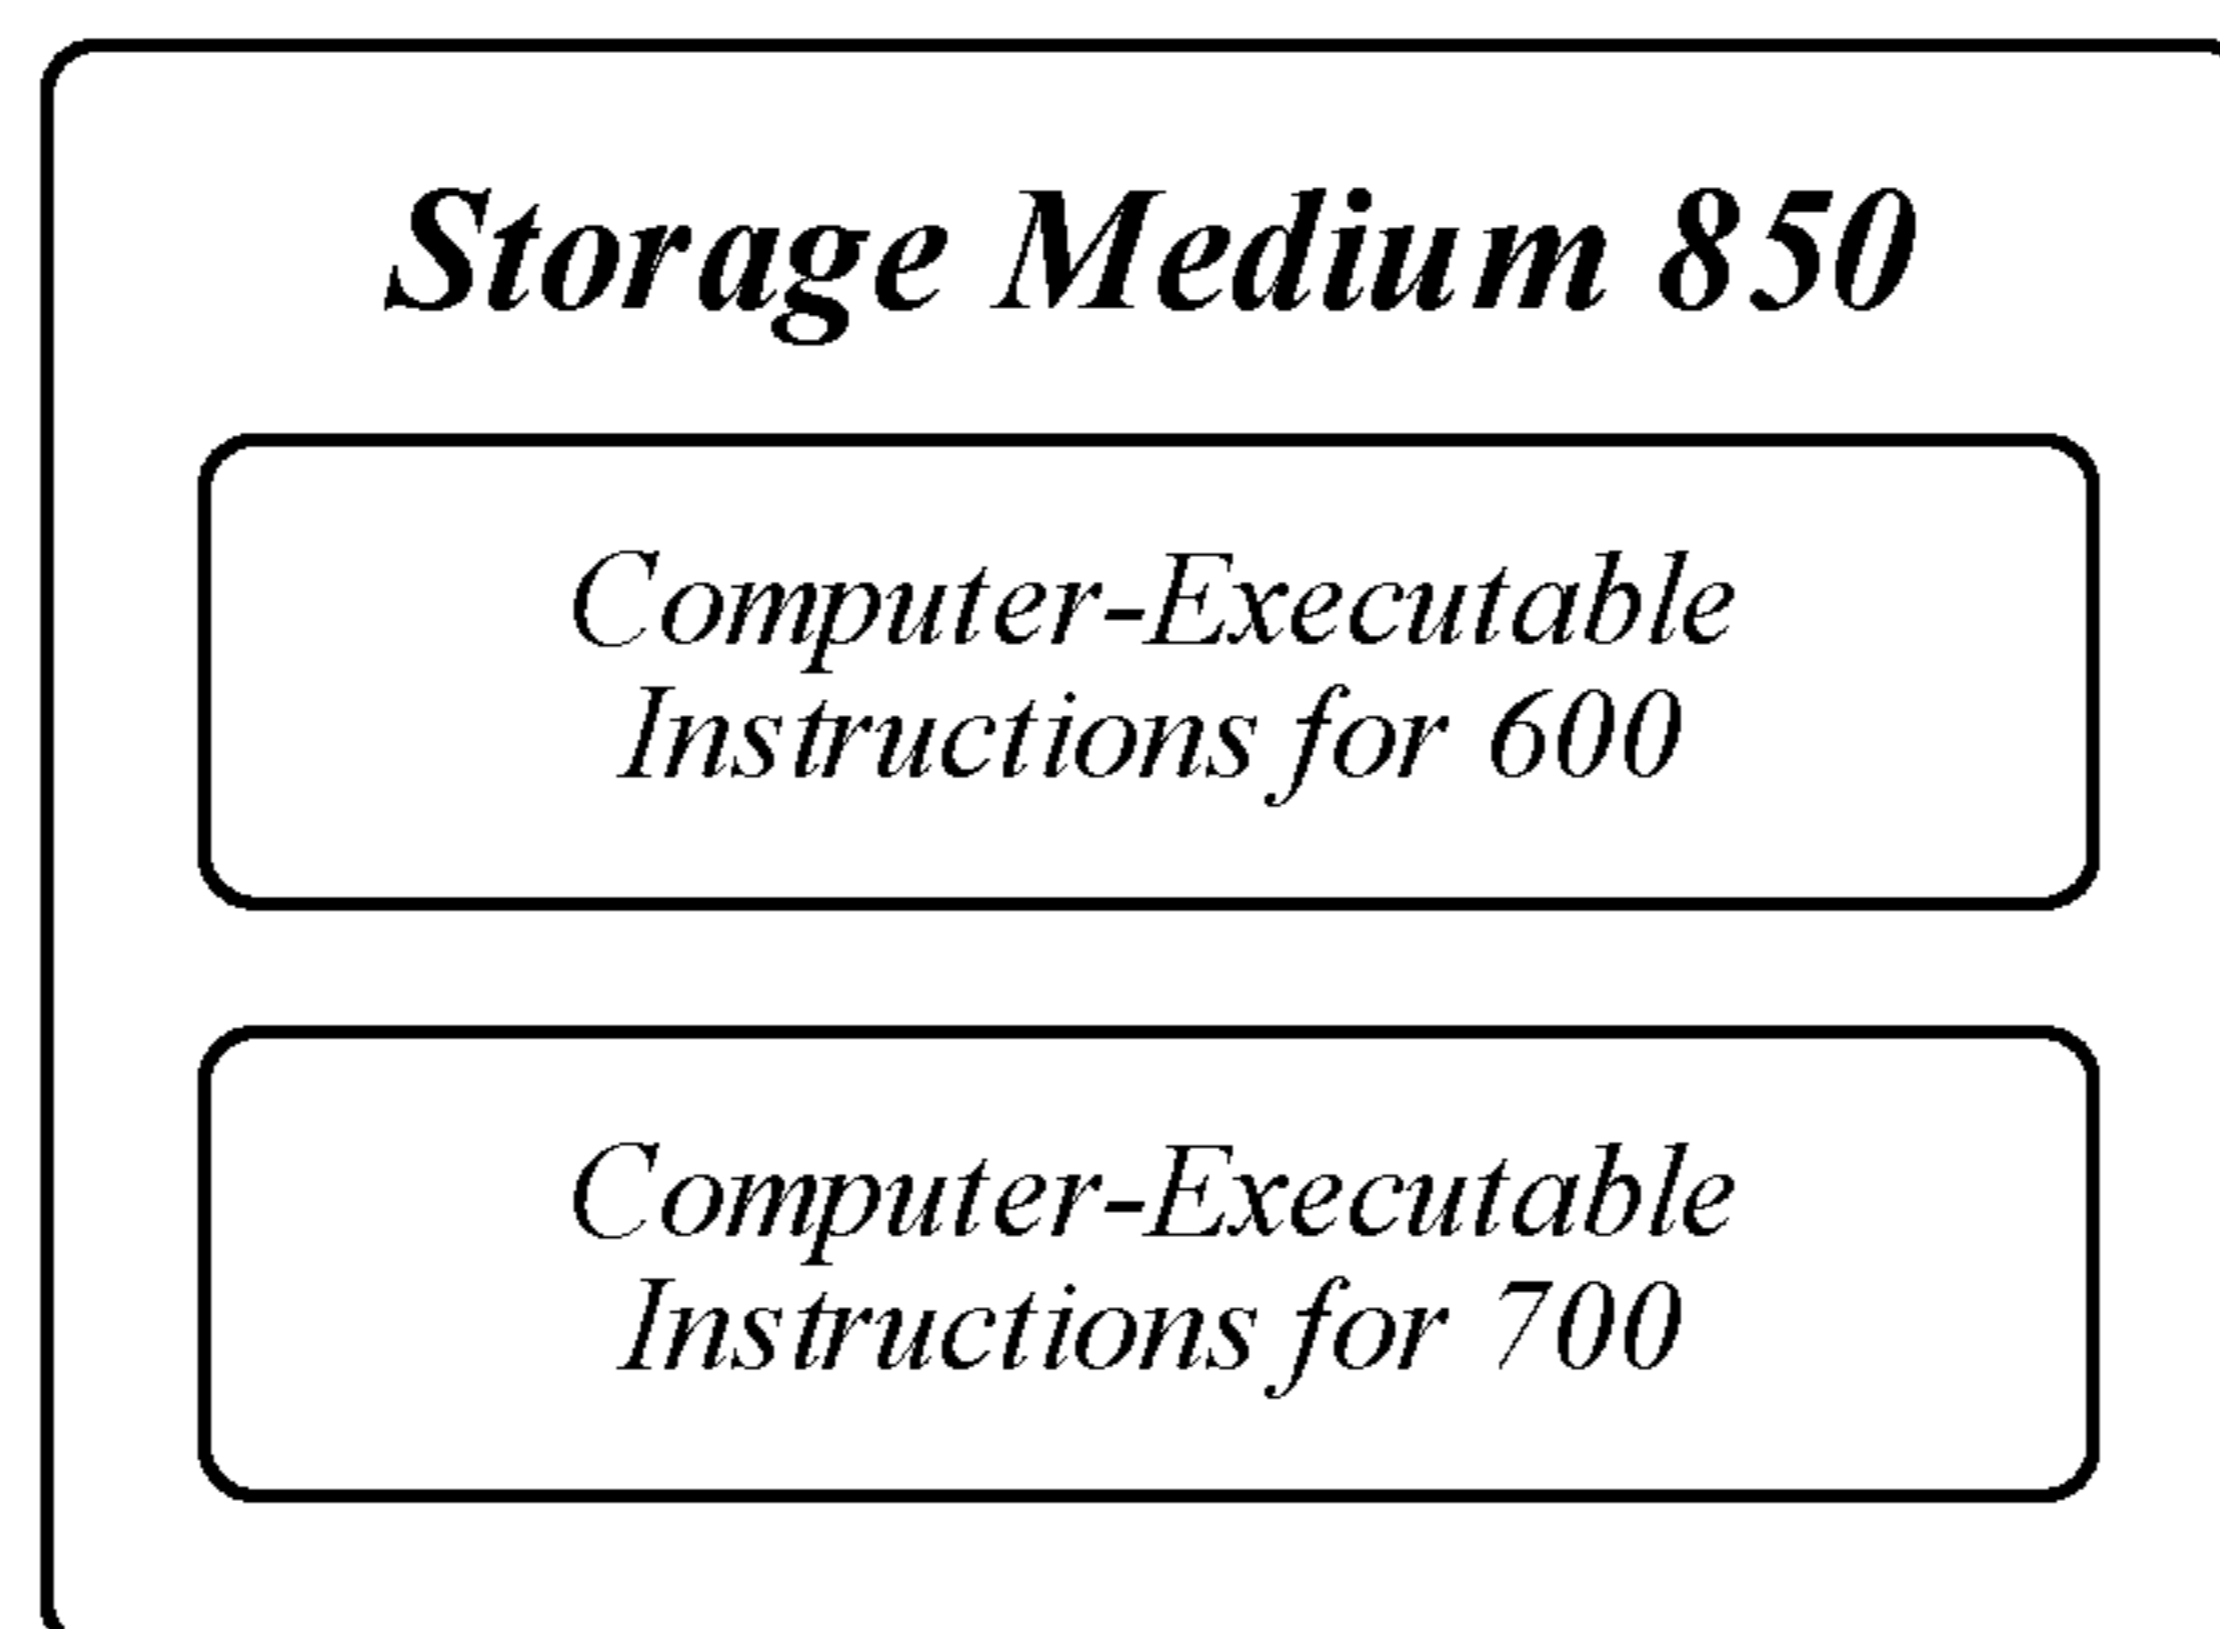 Storage Medium 850
Computer-Executable
Instructions for 600
Computer-Executable
Instructions for 700